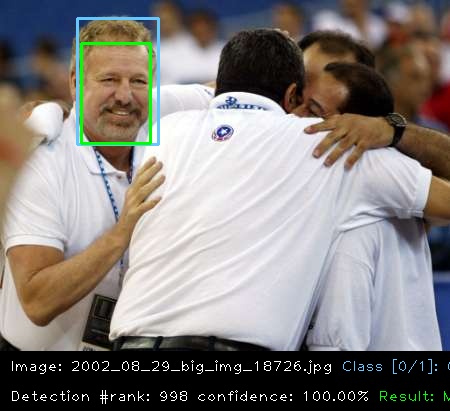 Image: 2002_08_29_big_img_18726.jpg Class [0/1]:
Detection #rank: 998 confidence: 100.00% Result: